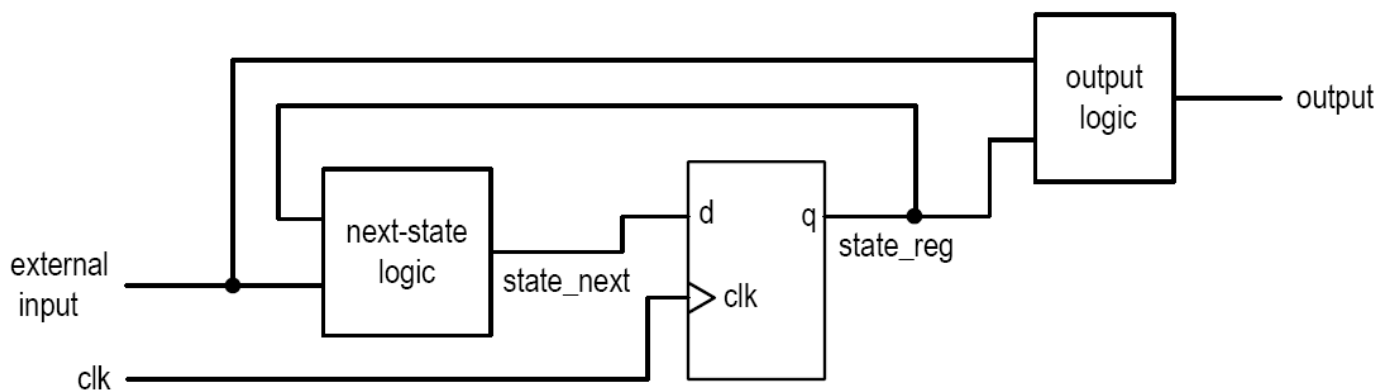 output
logic
output
next-state
logic
d
q
state_reg
external
input
state_next
clk
clk